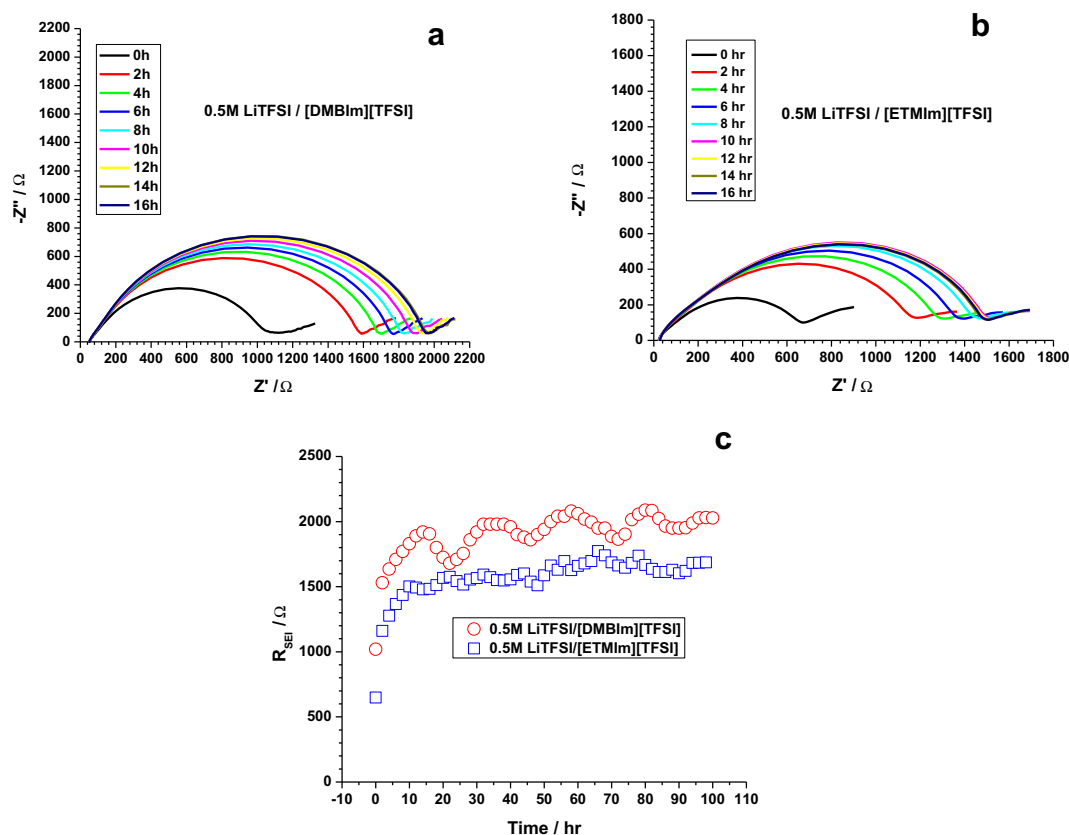 a
2200
2000
1800
1600
1400
1200
1000
800
600
400
200
0
-Z'' / Ω
0h
2h
4h
6h
8h
10h
12h
14h
16h
0.5M LiTFSI / [DMBIm][TFSI]
0 200 400 600 800 1000 1200 1400 1600 1800 2000 2200
Z' / Ω
b
1800
1600
1400
1200
1000
800
600
400
200
0
-Z'' / Ω
0 hr
2 hr
4 hr
6 hr
8 hr
10 hr
12 hr
14 hr
16 hr
0.5M LiTFSI / [ETMIm][TFSI]
0 200 400 600 800 1000 1200 1400 1600 1800
Z' / Ω
c
2500
2000
1500
1000
500
0
R_SEI / Ω
0.5M LiTFSI/[DMBIm][TFSI]
0.5M LiTFSI/[ETMIm][TFSI]
-10 0 10 20 30 40 50 60 70 80 90 100 110
Time / hr